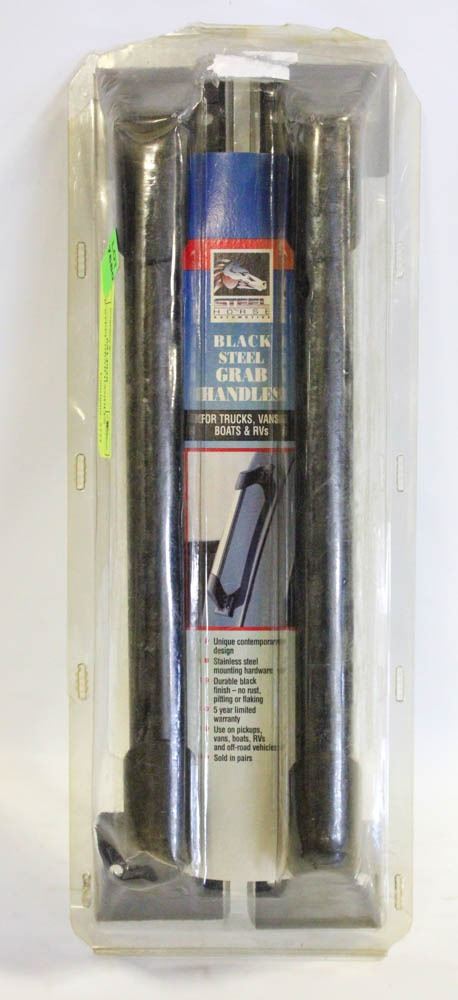 STEEL
HORSE
AUTOMOTIVE
BLACK
STEEL
GRAB
HANDLES
FOR TRUCKS, VANS
BOATS & RVs
Unique contemporary
design
Stainless steel
mounting hardware
Durable black
finish – no rust,
pitting or flaking
5 year limited
warranty
Use on pickups,
vans, boats, RVs
and off-road vehicles
Sold in pairs